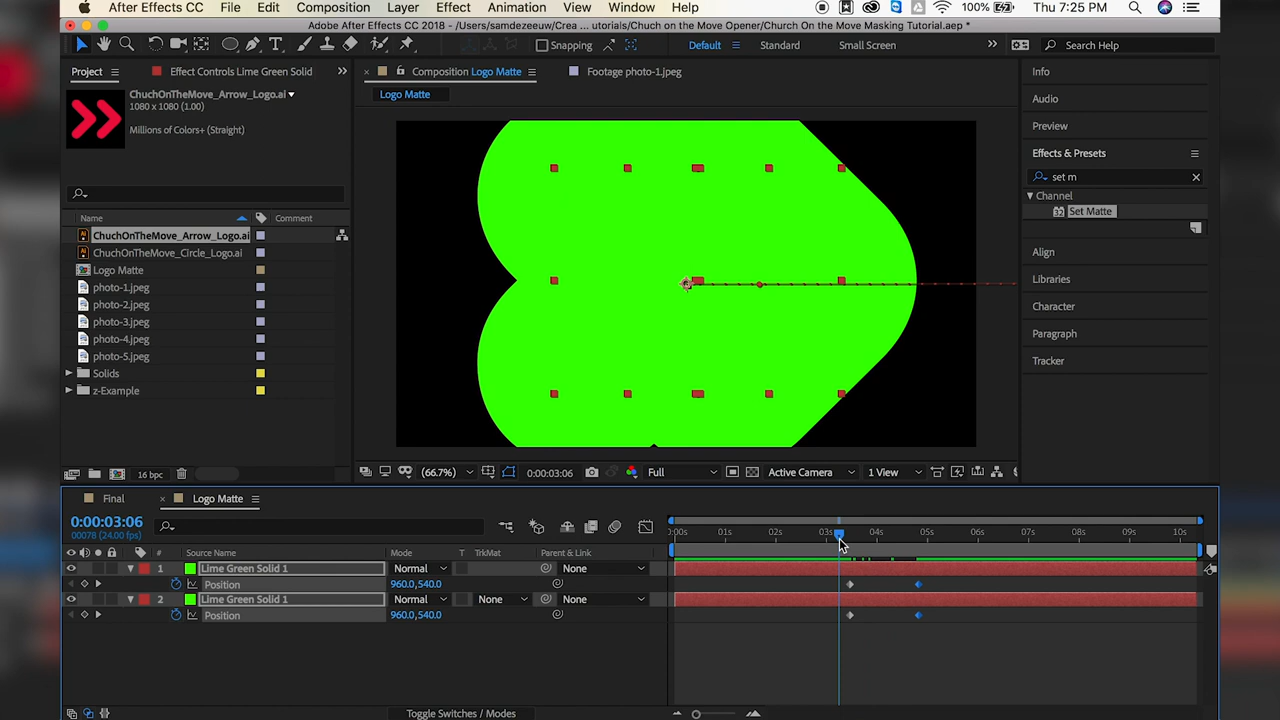 After Effects CC File Edit Composition Layer Effect Animation View Window Help 100% Thu 7:25 PM
Adobe After Effects CC 2018 - /Users/sandezeeuw/Crea ... utorials/Chuch on the Move Opener/Church On the Move Masking Tutorial.aep *
Snapping Default Standard Small Screen Search Help
Project Effect Controls Lime Green Solid Composition Logo Matte Footage photo-1.jpeg Info
ChuchOnTheMove_Arrow_Logo.ai Logo Matte
1080 x 1080 (1.00) Audio
Millions of Colors+ (Straight) Preview
Effects & Presets
set m
Channel
Set Matte
Name Comment
ChuchOnTheMove_Arrow_Logo.ai
ChuchOnTheMove_Circle_Logo.ai Align
Logo Matte
photo-1.jpeg Libraries
photo-2.jpeg Character
photo-3.jpeg
photo-4.jpeg Paragraph
photo-5.jpeg Tracker
Solids
z-Example
16 bpc (66.7%) 0:00:03:06 Full Active Camera 1 View
Final Logo Matte
0:00:03:06
00078 (24.00 fps) :00s 01s 02s 03s 04s 05s 06s 07s 08s 09s 10s
# Source Name Mode T TrkMat Parent & Link
1 Lime Green Solid 1 Normal None
Position 960.0,540.0
2 Lime Green Solid 1 Normal None None
Position 960.0,540.0
Toggle Switches / Modes